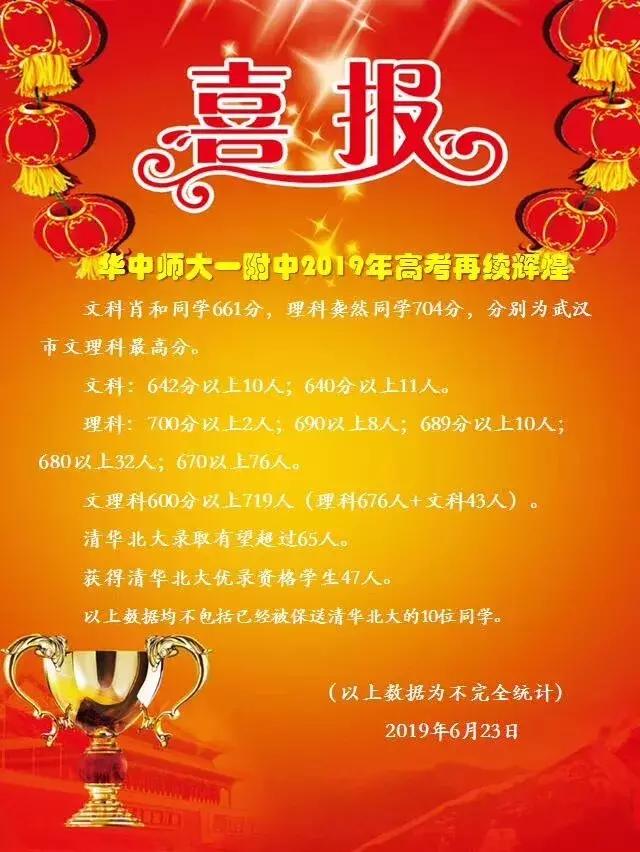 喜报
华中师大一附中2019年高考再续辉煌
文科肖和同学661分，理科龚然同学704分，分别为武汉
市文理科最高分。
文科：642分以上10人；640分以上11人。
理科：700分以上2人；690以上8人；689分以上10人；
680以上32人；670以上76人。
文理科600分以上719人（理科676人+文科43人）。
清华北大录取有望超过65人。
获得清华北大优录资格学生47人。
以上数据均不包括已经被保送清华北大的10位同学。
（以上数据为不完全统计）
2019年6月23日